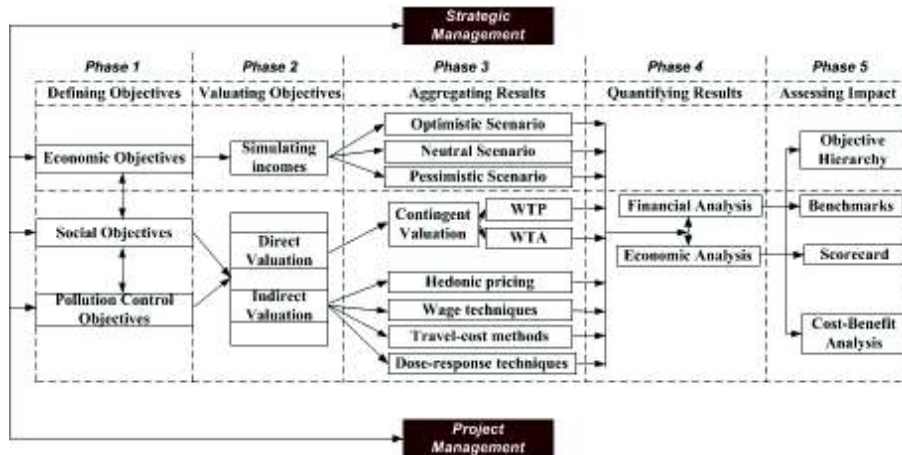 Strategic
Management
Phase 1
Phase 2
Phase 3
Phase 4
Phase 5
Defining Objectives
Valuating Objectives
Aggregating Results
Quantifying Results
Assessing Impact
Economic Objectives
Simulating
incomes
Optimistic Scenario
Neutral Scenario
Pessimistic Scenario
Objective
Hierarchy
Social Objectives
Direct
Valuation
Contingent
Valuation
WTP
WTA
Financial Analysis
Economic Analysis
Benchmarks
Scorecard
Pollution Control
Objectives
Indirect
Valuation
Hedonic pricing
Wage techniques
Travel-cost methods
Dose-response techniques
Cost-Benefit
Analysis
Project
Management